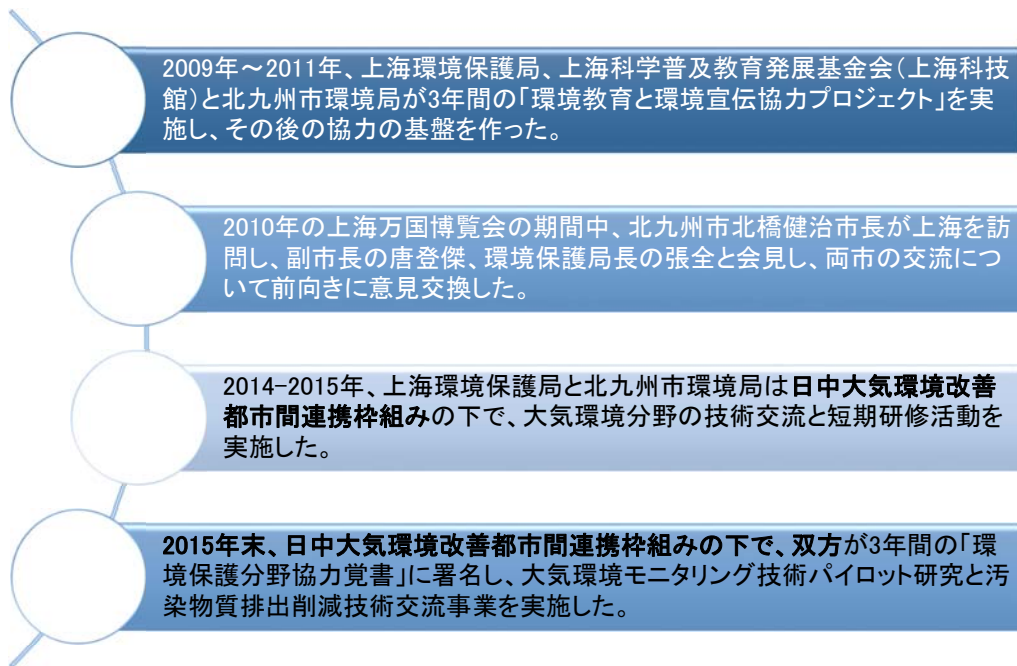 2009年～2011年、上海環境保護局、上海科学普及教育発展基金会（上海科技
館）と北九州市環境局が3年間の「環境教育と環境宣伝協力プロジェクト」を実
施し、その後の協力の基盤を作った。
2010年の上海万国博覧会の期間中、北九州市北橋健治市長が上海を訪
問し、副市長の唐登傑、環境保護局長の張全と会見し、両市の交流につ
いて前向きに意見交換した。
2014-2015年、上海環境保護局と北九州市環境局は日中大気環境改善
都市間連携枠組みの下で、大気環境分野の技術交流と短期研修活動を
実施した。
2015年末、日中大気環境改善都市間連携枠組みの下で、双方が3年間の「環
境保護分野協力覚書」に署名し、大気環境モニタリング技術パイロット研究と汚
染物質排出削減技術交流事業を実施した。